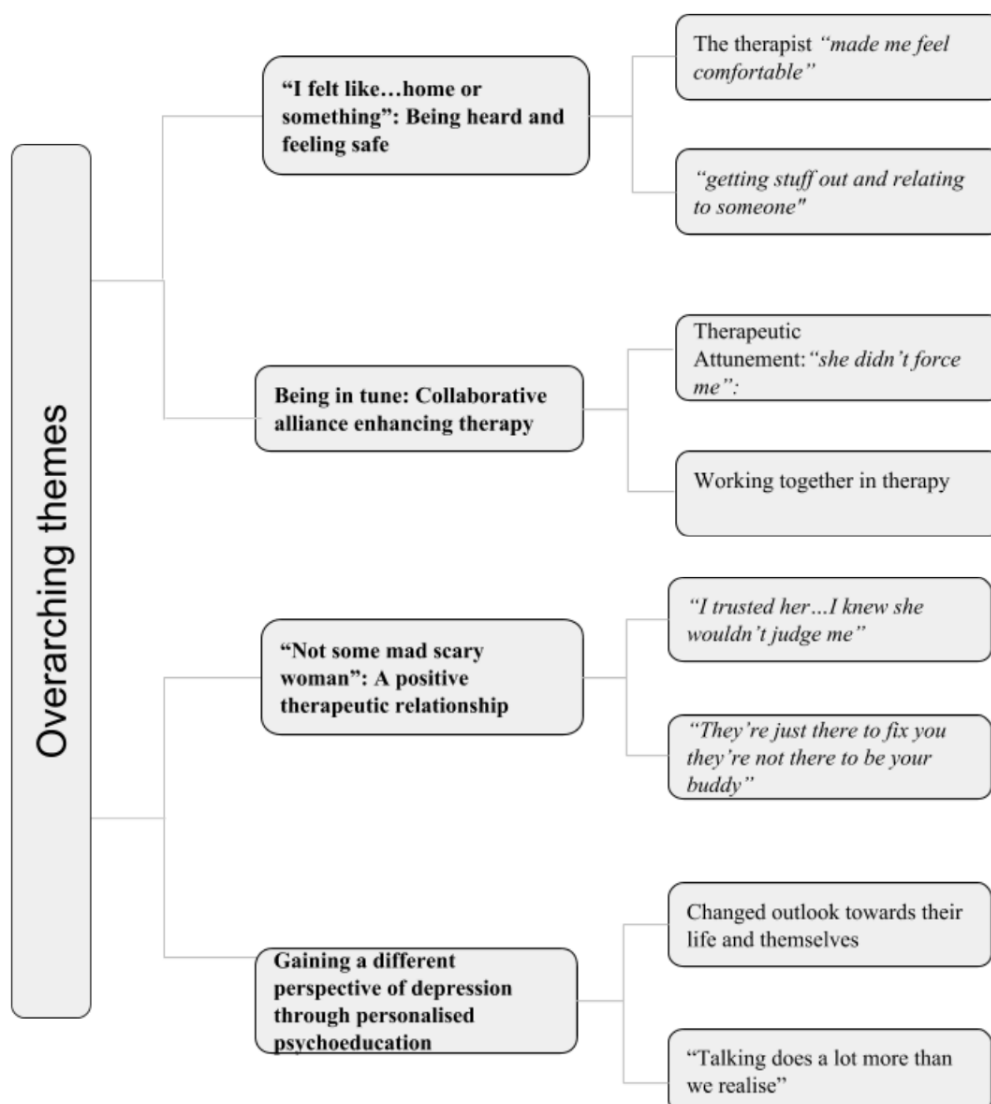 Overarching themes
“I felt like…home or
something”: Being heard and
feeling safe
The therapist “made me feel
comfortable”
“getting stuff out and relating
to someone"
Being in tune: Collaborative
alliance enhancing therapy
Therapeutic
Attunement:“she didn’t force
me”:
Working together in therapy
“Not some mad scary
woman”: A positive
therapeutic relationship
“I trusted her…I knew she
wouldn’t judge me”
“They’re just there to fix you
they’re not there to be your
buddy”
Gaining a different
perspective of depression
through personalised
psychoeducation
Changed outlook towards their
life and themselves
“Talking does a lot more than
we realise”